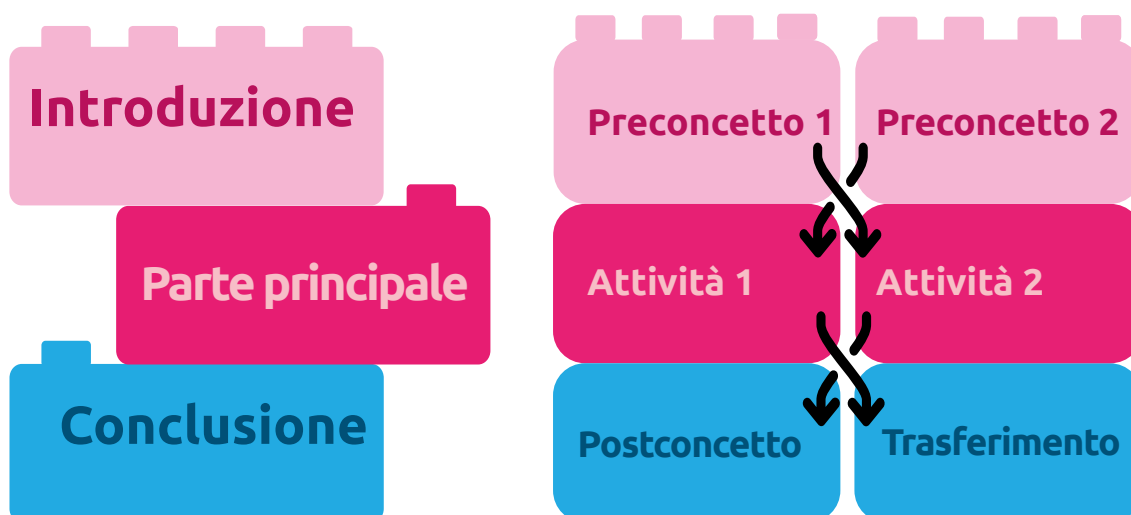 Introduzione
Parte principale
Conclusione
Preconcetto 1
Preconcetto 2
Attività 1
Attività 2
Postconcetto
Trasferimento